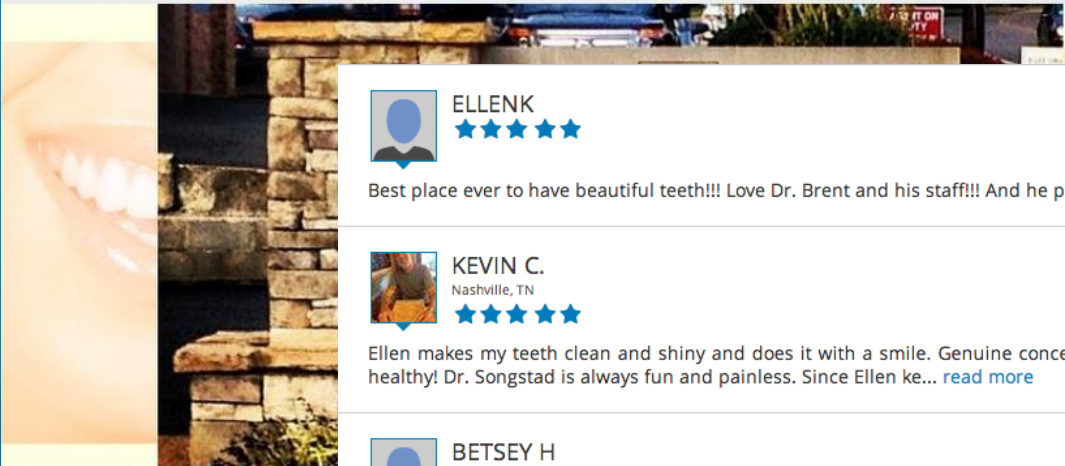 ELLENK
Best place ever to have beautiful teeth!!! Love Dr. Brent and his staff!!! And he p
KEVIN C.
Nashville, TN
Ellen makes my teeth clean and shiny and does it with a smile. Genuine conce
healthy! Dr. Songstad is always fun and painless. Since Ellen ke... read more
BETSEY H